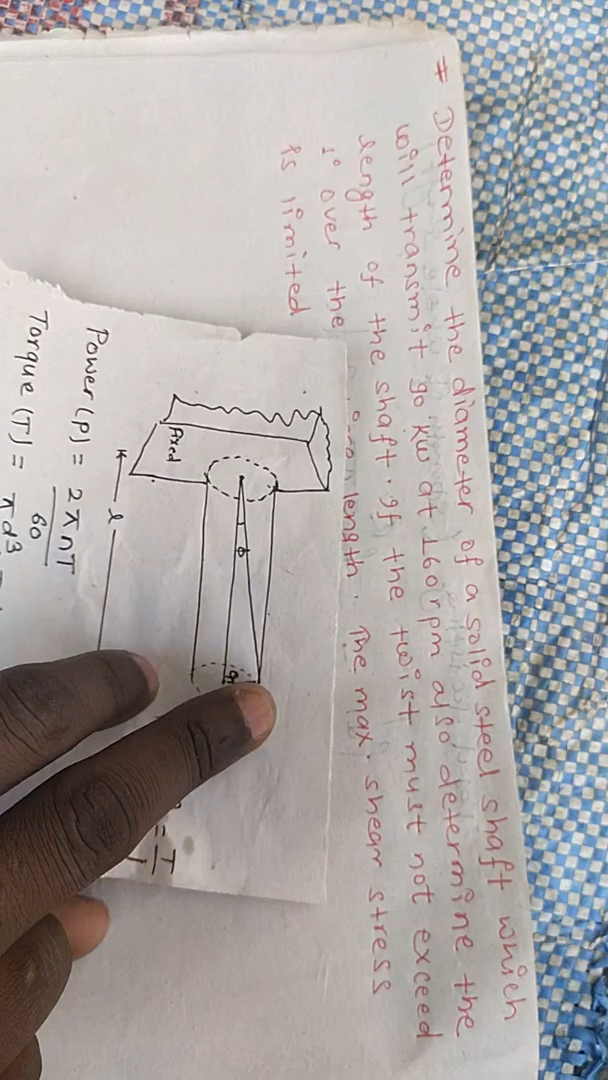 * Determine the diameter of a solid steel shaft which
will transmit 90 kw at 160rpm also determine the
length of the shaft. If the twist must not exceed
1° over the length. The max. shear stress
is limited
fixed
l
Power (P) = 2πnT
60
Torque (T) = πd³
= T